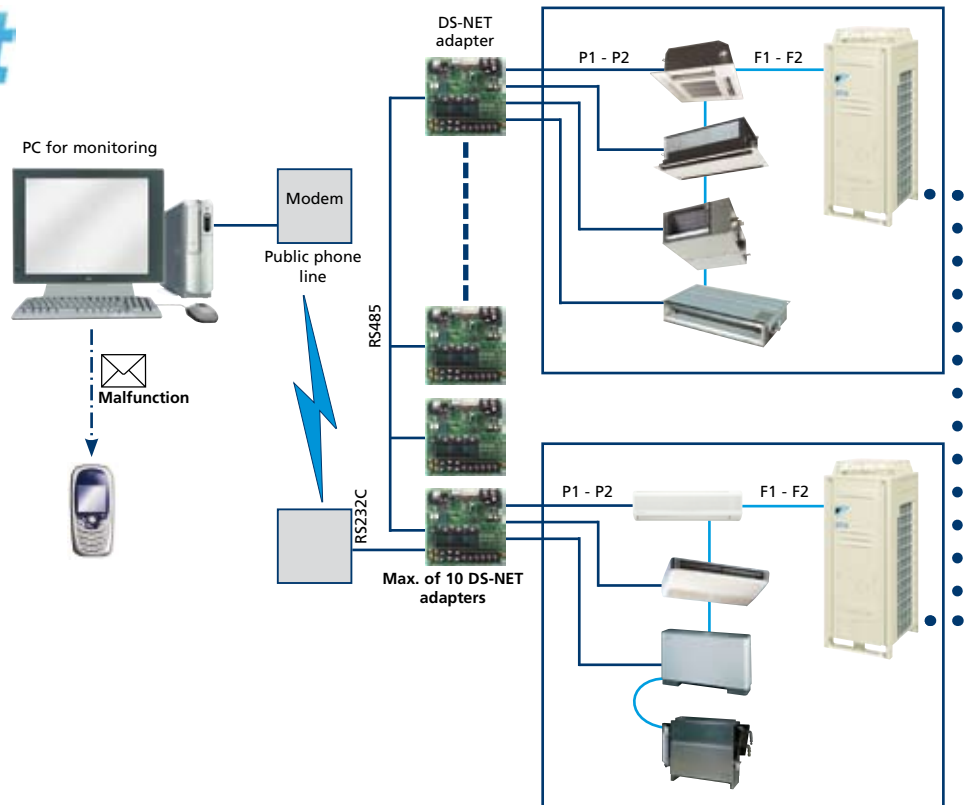 DS-NET
adapter
P1 - P2
F1 - F2
PC for monitoring
Modem
Public phone
line
RS485
Malfunction
RS232C
P1 - P2
F1 - F2
Max. of 10 DS-NET
adapters